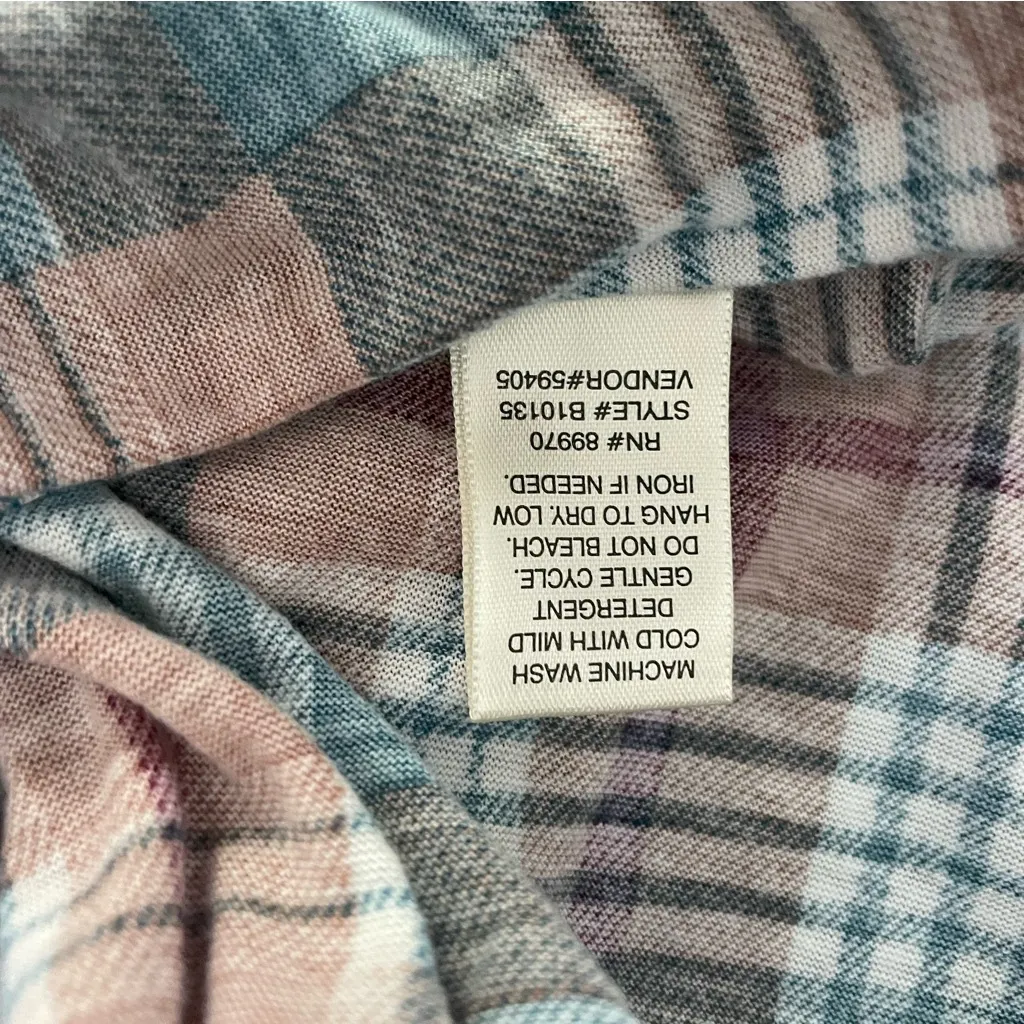 MACHINE WASH
COLD WITH MILD
DETERGENT
GENTLE CYCLE.
DO NOT BLEACH.
HANG TO DRY. LOW
IRON IF NEEDED.
RN# 89970
STYLE# B10135
VENDOR#59405